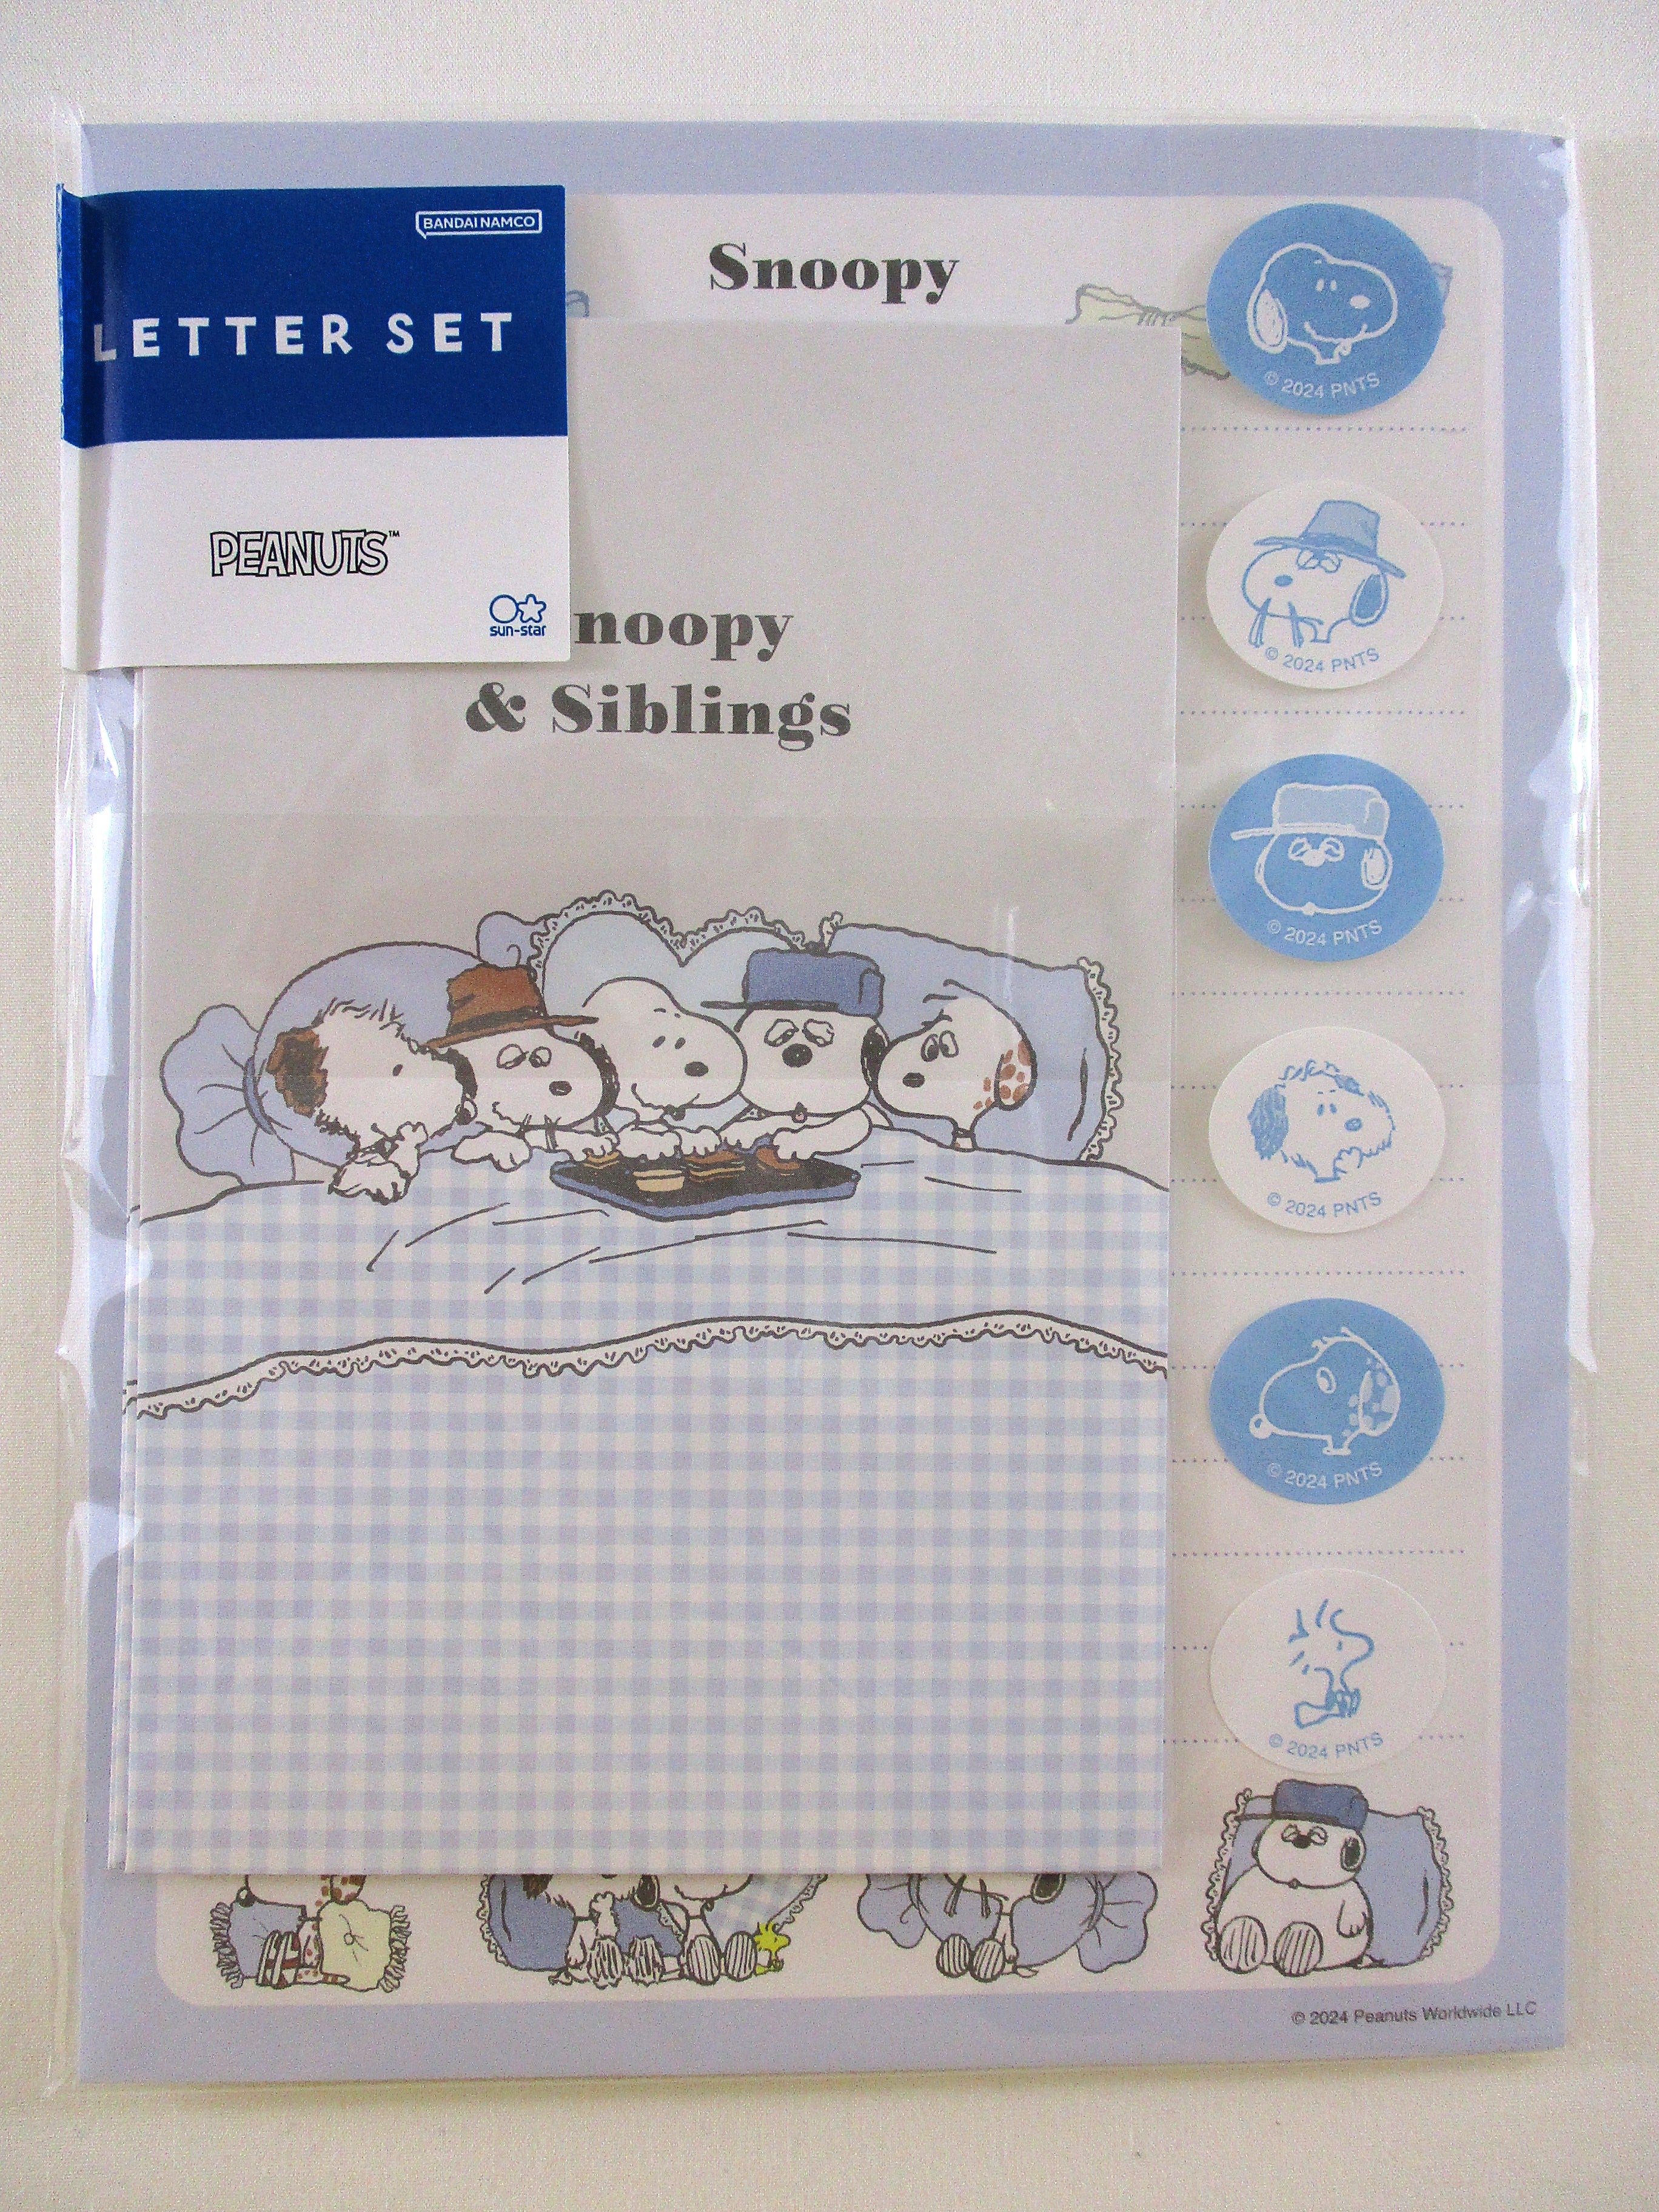 BANDAI NAMCO
LETTER SET
PEANUTS™
sun-star
Snoopy
noopy
& Siblings
© 2024 PNTS
© 2024 PNTS
© 2024 PNTS
© 2024 PNTS
© 2024 PNTS
© 2024 PNTS
© 2024 Peanuts Worldwide LLC